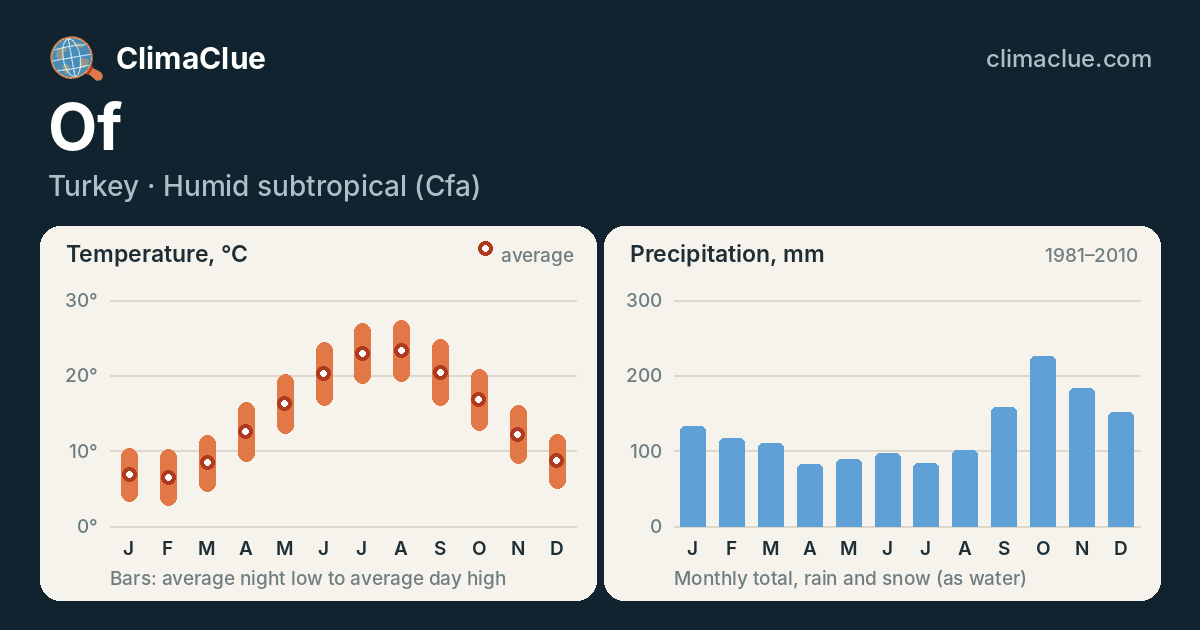 ClimaClue
climaclue.com
Of
Turkey · Humid subtropical (Cfa)
Temperature, °C
average
30°
20°
10°
0°
J F M A M J J A S O N D
Bars: average night low to average day high
Precipitation, mm
1981–2010
300
200
100
0
J F M A M J J A S O N D
Monthly total, rain and snow (as water)